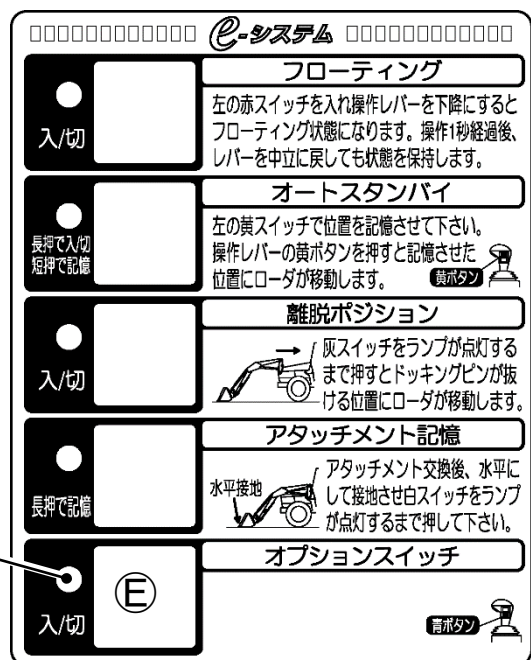 e-システム
フローティング
入/切
左の赤スイッチを入れ操作レバーを下降にすると
フローティング状態になります。操作1秒経過後、
レバーを中立に戻しても状態を保持します。
オートスタンバイ
長押で入/切
短押で記憶
左の黄スイッチで位置を記憶させて下さい。
操作レバーの黄ボタンを押すと記憶させた
位置にローダが移動します。
黄ボタン
離脱ポジション
入/切
灰スイッチをランプが点灯する
まで押すとドッキングピンが抜
ける位置にローダが移動します。
アタッチメント記憶
長押で記憶
水平接地
アタッチメント交換後、水平に
して接地させ白スイッチをランプ
が点灯するまで押して下さい。
オプションスイッチ
入/切
Ⓔ
青ボタン